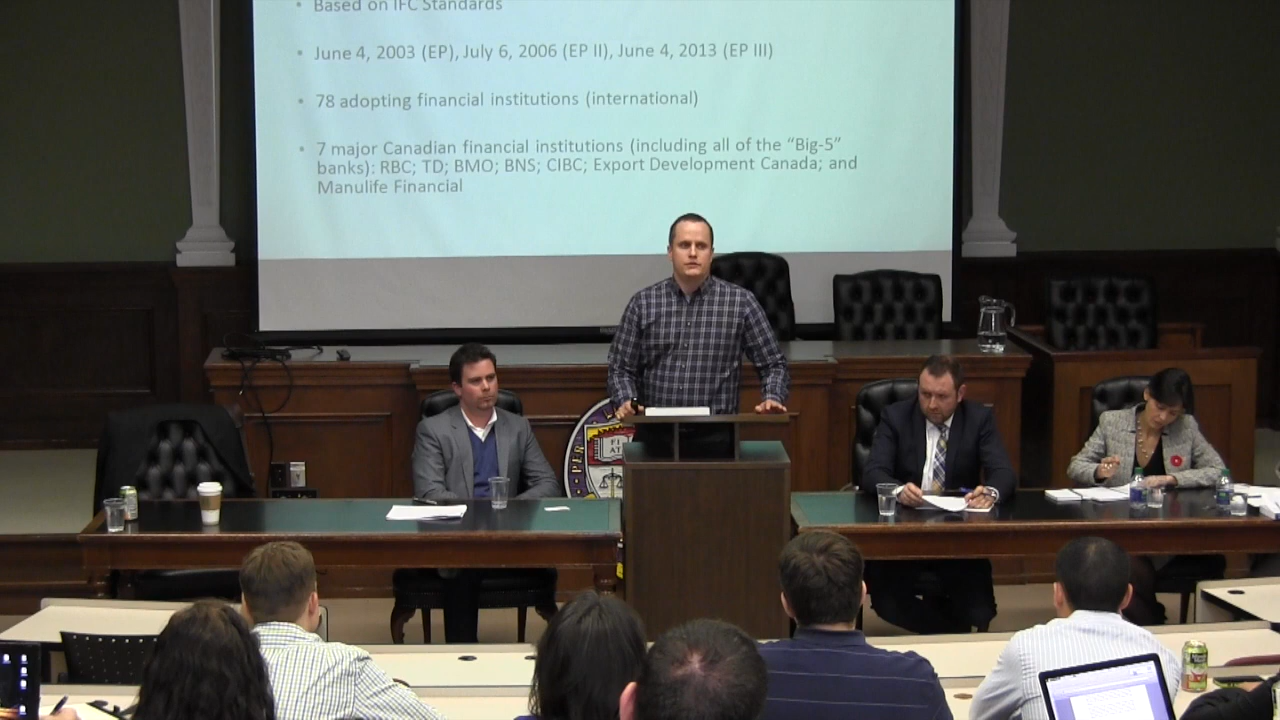 • Based on IFC Standards
• June 4, 2003 (EP), July 6, 2006 (EP II), June 4, 2013 (EP III)
• 78 adopting financial institutions (international)
• 7 major Canadian financial institutions (including all of the “Big-5”
banks): RBC; TD; BMO; BNS; CIBC; Export Development Canada; and
Manulife Financial
PER